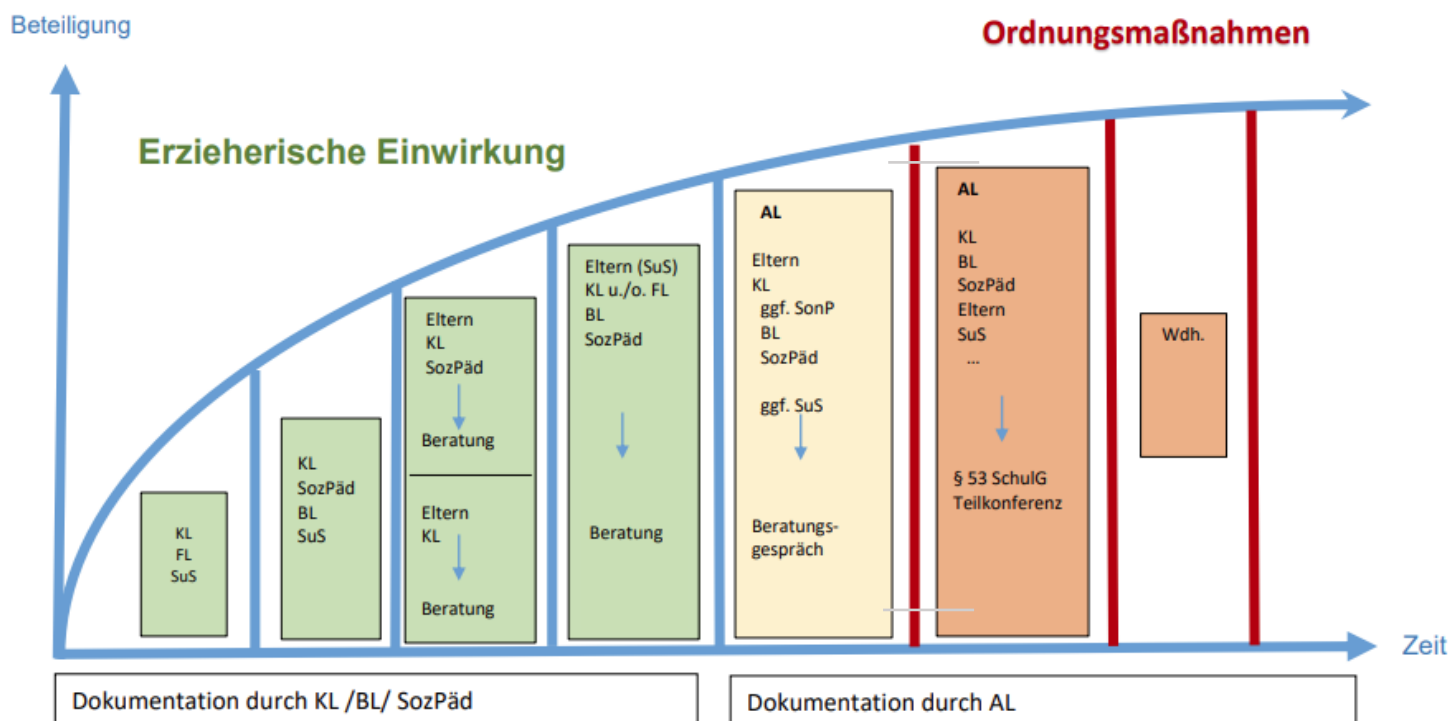 Beteiligung
Ordnungsmaßnahmen
Erzieherische Einwirkung
KL
FL
SuS
KL
SozPäd
BL
SuS
Eltern
KL
SozPäd
Beratung
Eltern
KL
Beratung
Eltern (SuS)
KL u./o. FL
BL
SozPäd
Beratung
AL
Eltern
KL
ggf. SonP
BL
SozPäd
ggf. SuS
Beratungs-
gespräch
AL
KL
BL
SozPäd
Eltern
SuS
...
§ 53 SchulG
Teilkonferenz
Wdh.
Zeit
Dokumentation durch KL /BL/ SozPäd
Dokumentation durch AL